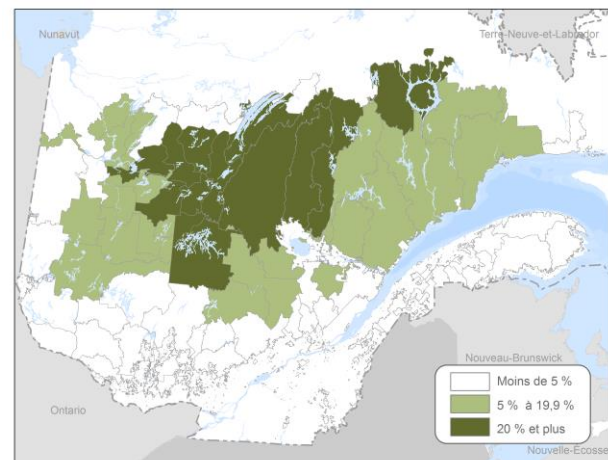 Nunavut
Terre-Neuve-et-Labrador
Nouveau-Brunswick
Ontario
Moins de 5 %
5 % à 19,9 %
20 % et plus
Nouvelle-Écosse